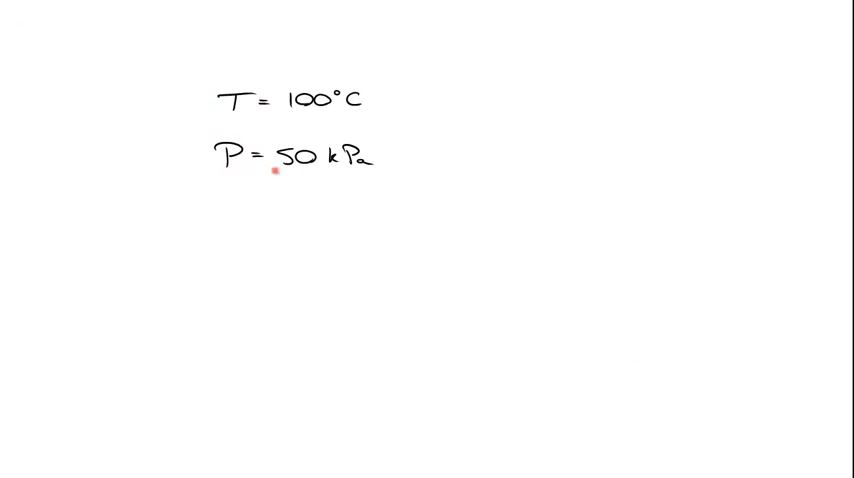 T = 100°C
P = 50 kPa